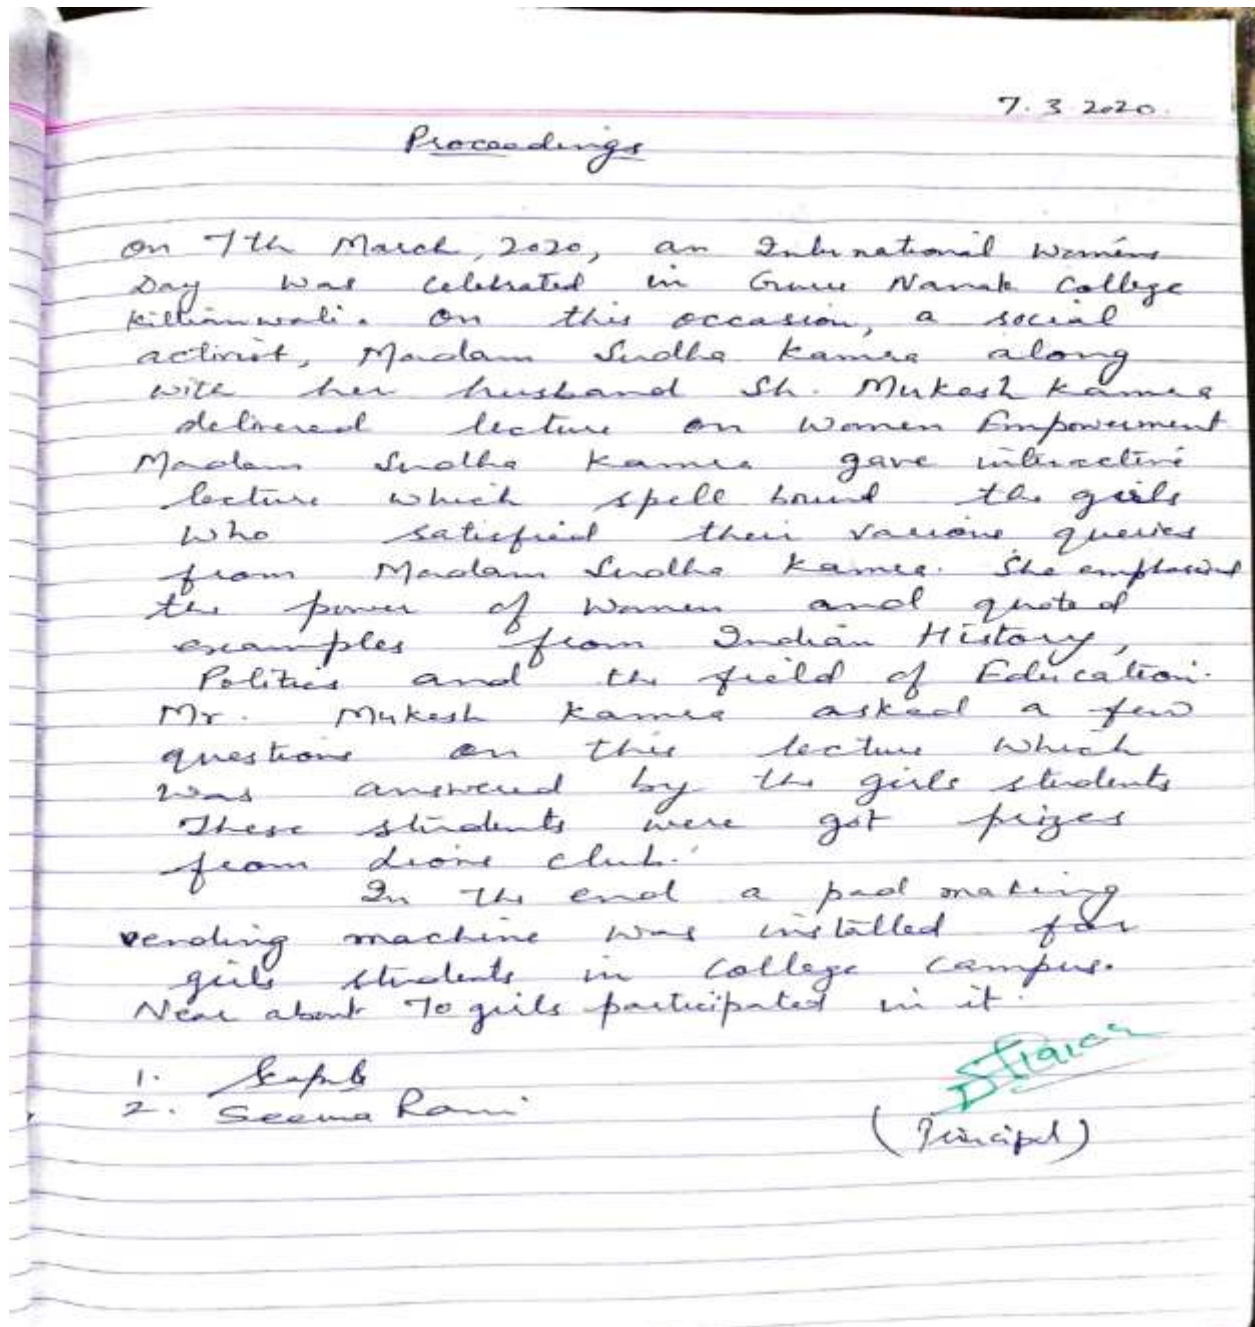 7.3.2020.
Proceedings
On 7th March, 2020, an International Women's
Day was celebrated in Guru Nanak College
Killianwali. On this occasion, a social
activist, Madam Sudha Kamra along
with her husband Sh. Mukesh Kamra
delivered lecture on Women Empowerment
Madam Sudha Kamra gave interactive
lecture which spell bound the girls
who satisfied their various queries
from Madam Sudha Kamra. She emphasized
the power of women and quoted
examples from Indian History,
Politics and the field of Education.
Mr. Mukesh Kamra asked a few
questions on this lecture which
was answered by the girls students
These students were got prizes
from Lions club.
In the end a pad making
vending machine was installed for
girls students in College campus.
Near about 70 girls participated in it.
1.
2. Seema Rani
(Principal)